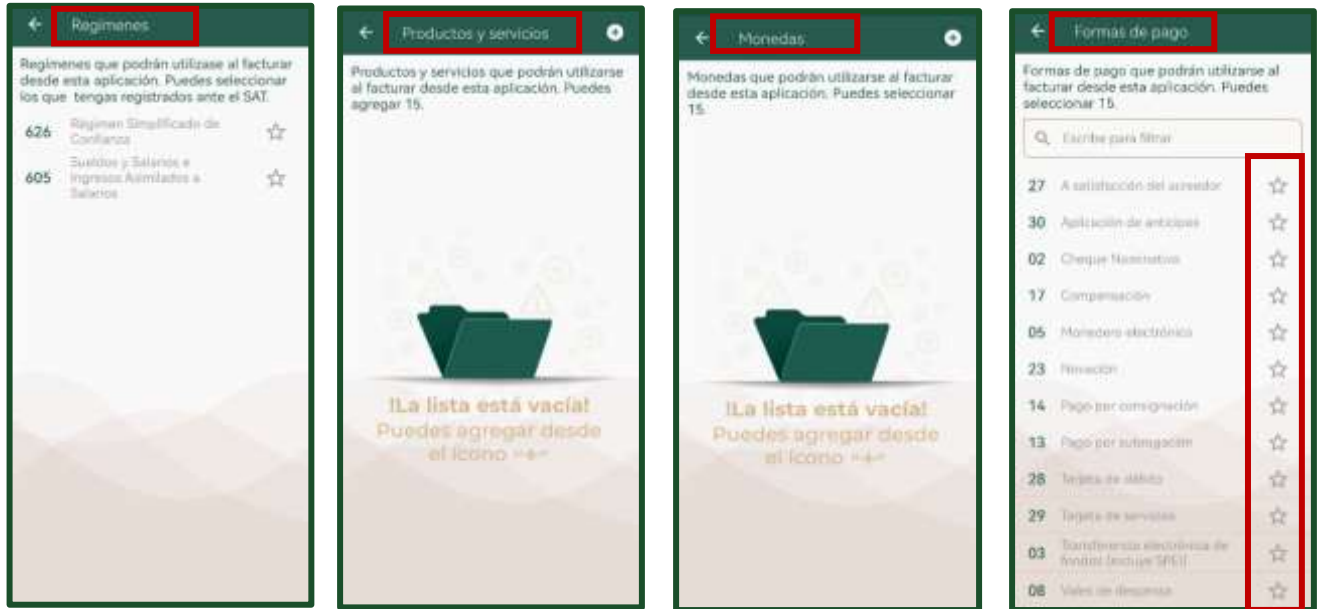 Regimenes
Regimenes que podrán utilizase al facturar
desde esta aplicación. Puedes seleccionar
los que tengas registrados ante el SAT.
626 Régimen Simplificado de
Confianza
605 Sueldos y Salarios e
Ingresos Asimilados a
Salarios
Productos y servicios
Productos y servicios que podrán utilizarse
al facturar desde esta aplicación. Puedes
agregar 15.
!La lista está vacía!
Puedes agregar desde
el ícono "+"
Monedas
Monedas que podrán utilizarse al facturar
desde esta aplicación. Puedes seleccionar
15.
!La lista está vacía!
Puedes agregar desde
el ícono "+"
Formas de pago
Formas de pago que podrán utilizarse al
facturar desde esta aplicación. Puedes
seleccionar 15.
Escribe para filtrar
27 A satisfacción del acreedor
30 Aplicación de anticipos
02 Cheque Nominativo
17 Compensación
05 Monedero electrónico
23 Novación
14 Pago por consignación
13 Pago por subrogación
28 Tarjeta de débito
29 Tarjeta de servicios
03 Transferencia electrónica de
fondos (incluye SPEI)
08 Vales de despensa